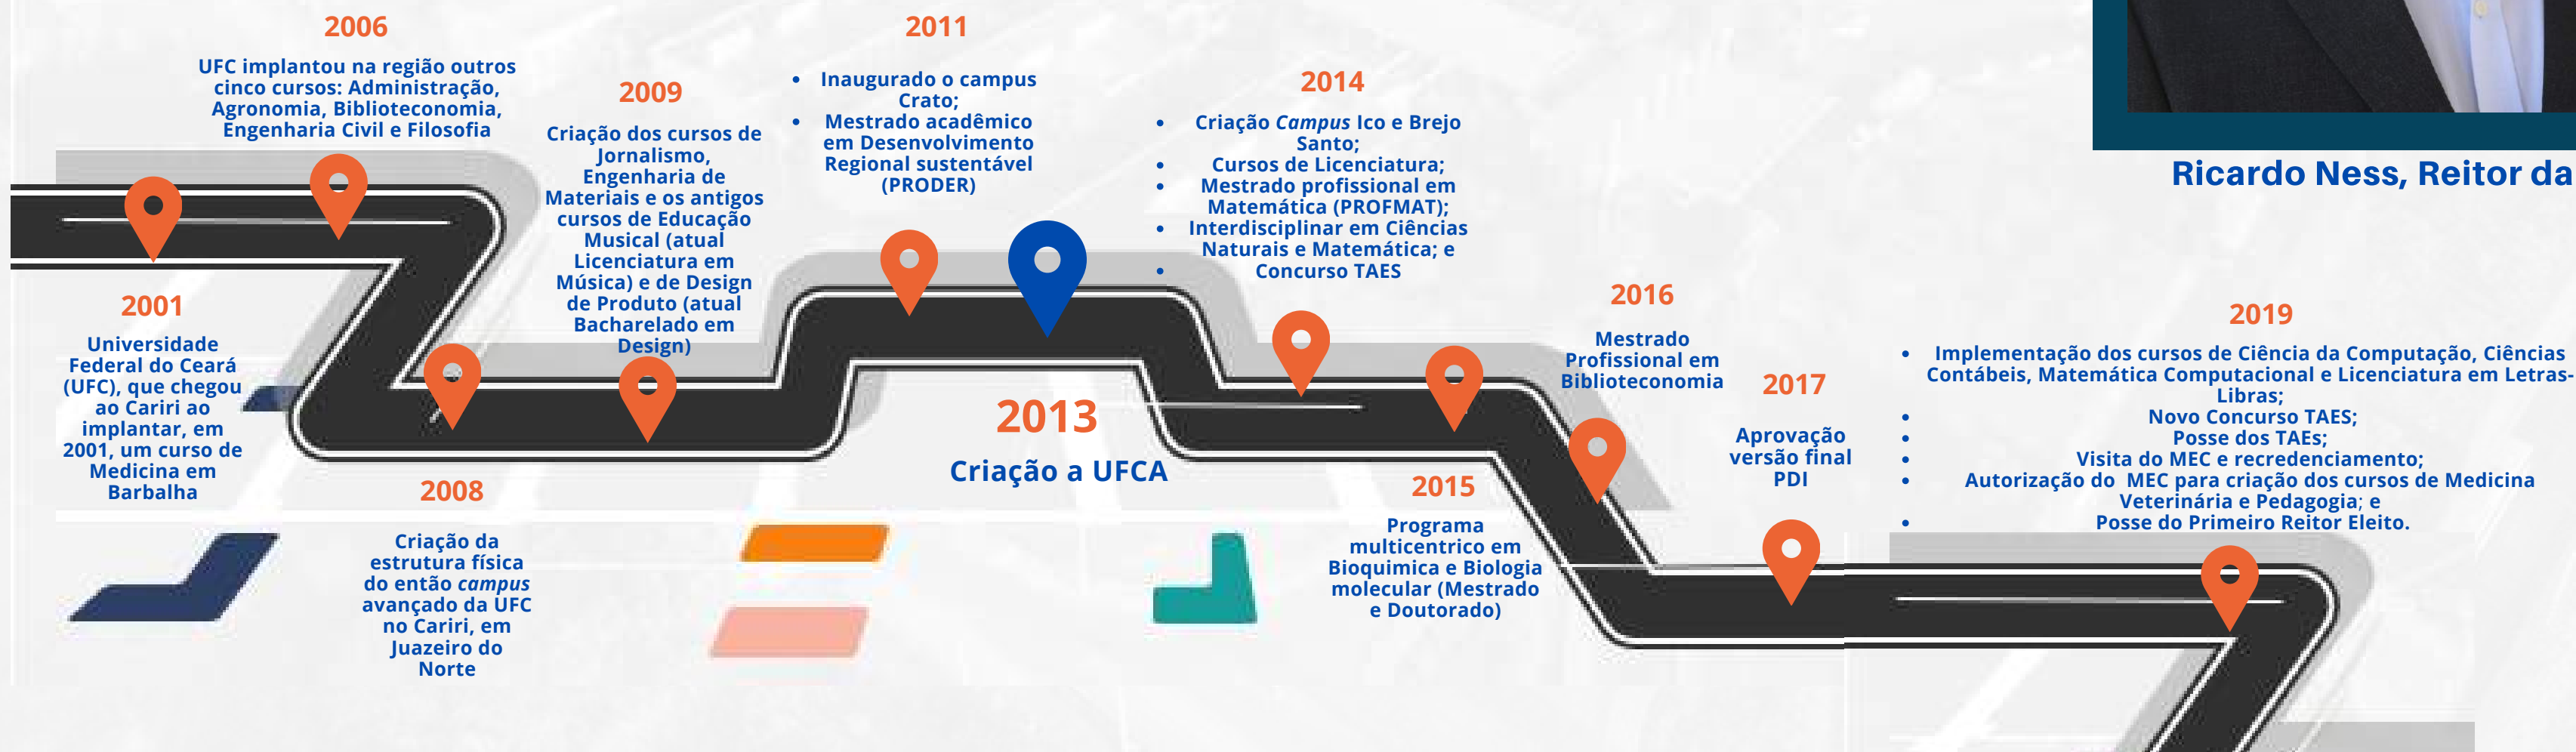 2006
UFC implantou na região outros
cinco cursos: Administração,
Agronomia, Biblioteconomia,
Engenharia Civil e Filosofia
2001
Universidade
Federal do Ceará
(UFC), que chegou
ao Cariri ao
implantar, em
2001, um curso de
Medicina em
Barbalha
2008
Criação da
estrutura física
do então campus
avançado da UFC
no Cariri, em
Juazeiro do
Norte
2009
Criação dos cursos de
Jornalismo,
Engenharia de
Materiais e os antigos
cursos de Educação
Musical (atual
Licenciatura em
Música) e de Design
de Produto (atual
Bacharelado em
Design)
2011
• Inaugurado o campus
Crato;
• Mestrado acadêmico
em Desenvolvimento
Regional sustentável
(PRODER)
2013
Criação a UFCA
2014
• Criação Campus Ico e Brejo
Santo;
• Cursos de Licenciatura;
• Mestrado profissional em
Matemática (PROFMAT);
• Interdisciplinar em Ciências
Naturais e Matemática; e
• Concurso TAES
2015
Programa
multicentrico em
Bioquimica e Biologia
molecular (Mestrado
e Doutorado)
2016
Mestrado
Profissional em
Biblioteconomia
2017
Aprovação
versão final
PDI
Ricardo Ness, Reitor da
2019
• Implementação dos cursos de Ciência da Computação, Ciências
Contábeis, Matemática Computacional e Licenciatura em Letras-
Libras;
• Novo Concurso TAES;
• Posse dos TAEs;
• Visita do MEC e recredenciamento;
• Autorização do  MEC para criação dos cursos de Medicina
Veterinária e Pedagogia; e
• Posse do Primeiro Reitor Eleito.